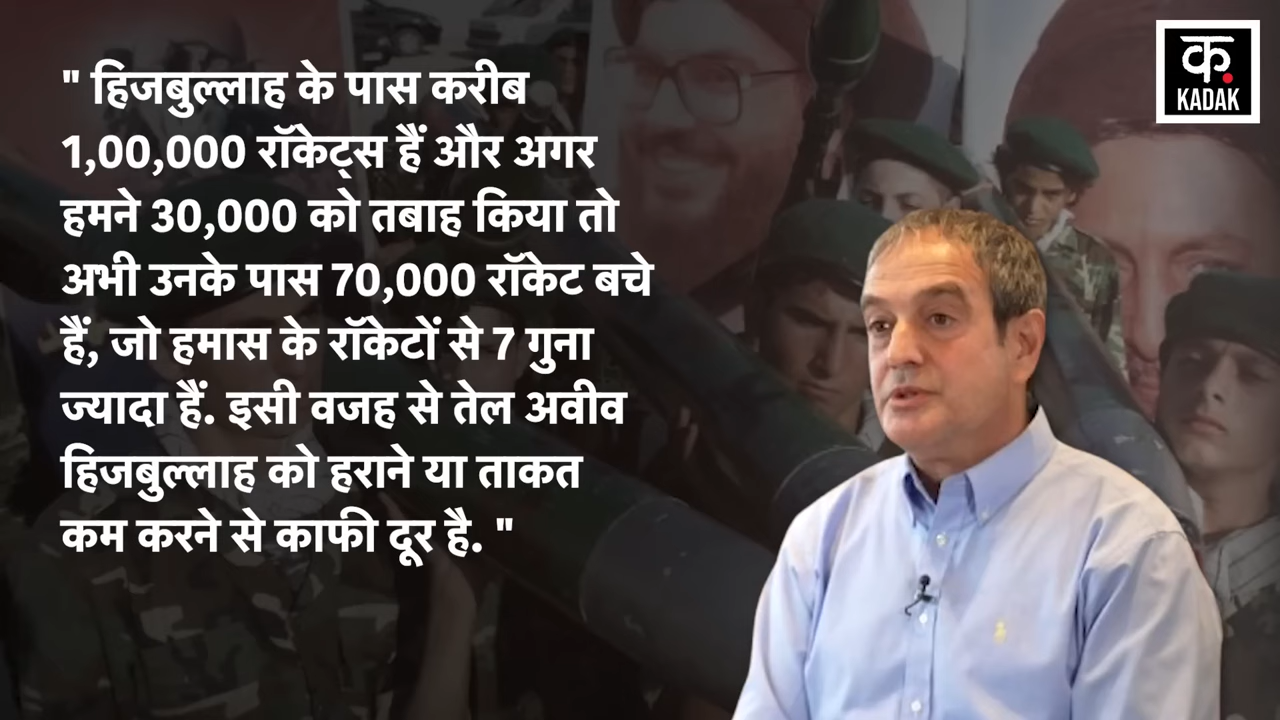 " हिजबुल्लाह के पास करीब
1,00,000 रॉकेट्स हैं और अगर
हमने 30,000 को तबाह किया तो
अभी उनके पास 70,000 रॉकेट बचे
हैं, जो हमास के रॉकेटों से 7 गुना
ज्यादा हैं. इसी वजह से तेल अवीव
हिजबुल्लाह को हराने या ताकत
कम करने से काफी दूर है. "
क.
KADAK